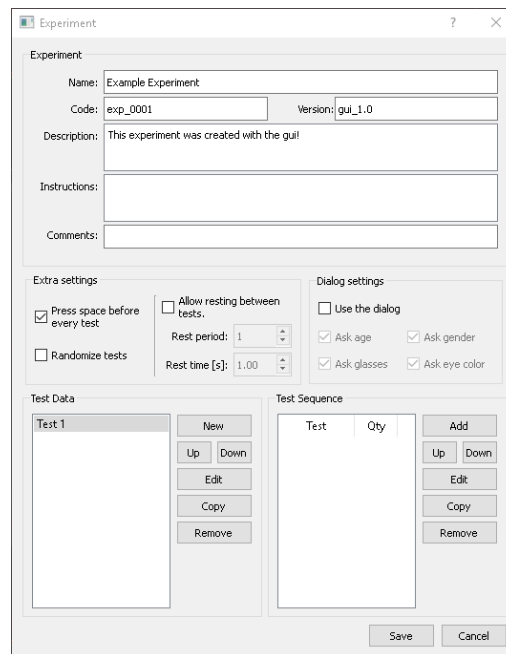 Experiment
?
Experiment
Name: Example Experiment
Code: exp_0001 Version: gui_1.0
Description: This experiment was created with the gui!
Instructions:
Comments:
Extra settings
Press space before
every test
Randomize tests
Allow resting between
tests.
Rest period: 1
Rest time [s]: 1.00
Dialog settings
Use the dialog
Ask age Ask gender
Ask glasses Ask eye color
Test Data
Test 1
New
Up Down
Edit
Copy
Remove
Test Sequence
Test Qty
Add
Up Down
Edit
Copy
Remove
Save Cancel